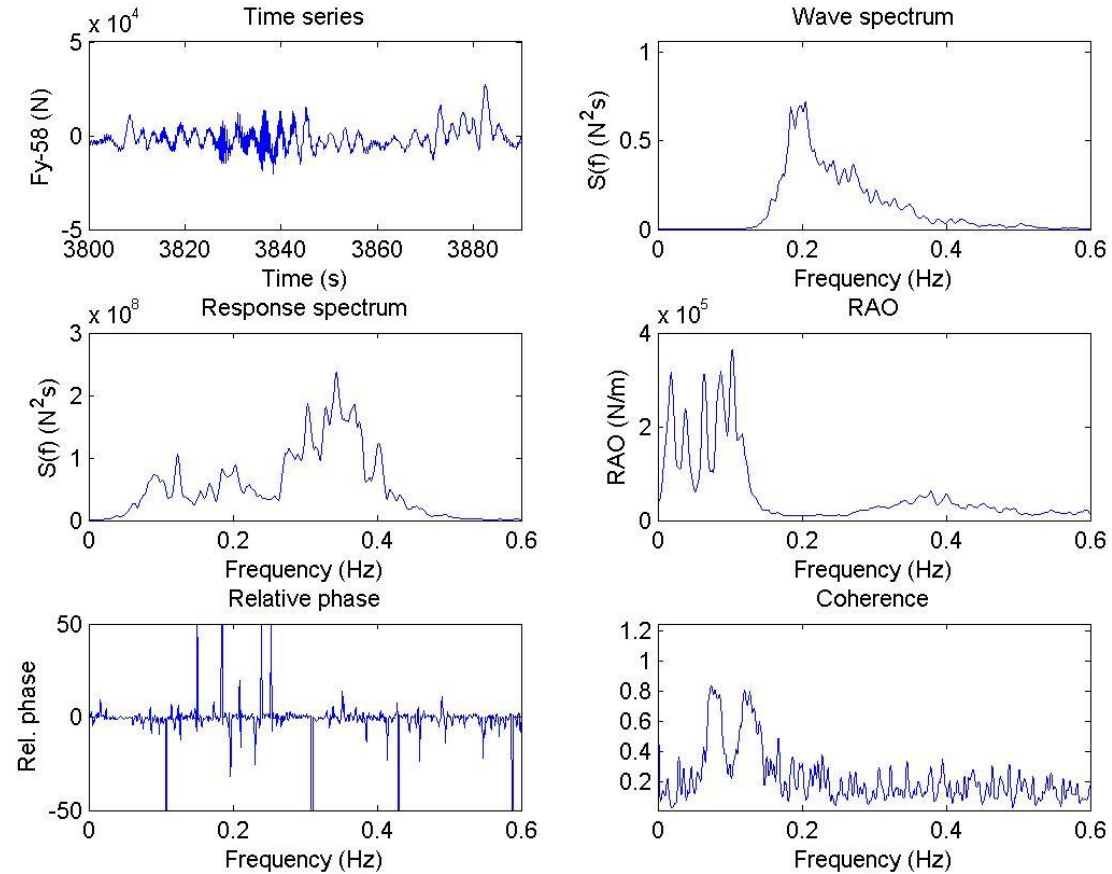 Time series
x 10^4
5
0
-5
Fy-58 (N)
3800 3820 3840 3860 3880
Time (s)
Wave spectrum
1
0.5
0
S(f) (N^2s)
0 0.2 0.4 0.6
Frequency (Hz)
Response spectrum
x 10^8
3
2
1
0
S(f) (N^2s)
0 0.2 0.4 0.6
Frequency (Hz)
RAO
x 10^5
4
2
0
RAO (N/m)
0 0.2 0.4 0.6
Frequency (Hz)
Relative phase
50
0
-50
Rel. phase
0 0.2 0.4 0.6
Frequency (Hz)
Coherence
1.2
1
0.8
0.6
0.4
0.2
0 0.2 0.4 0.6
Frequency (Hz)